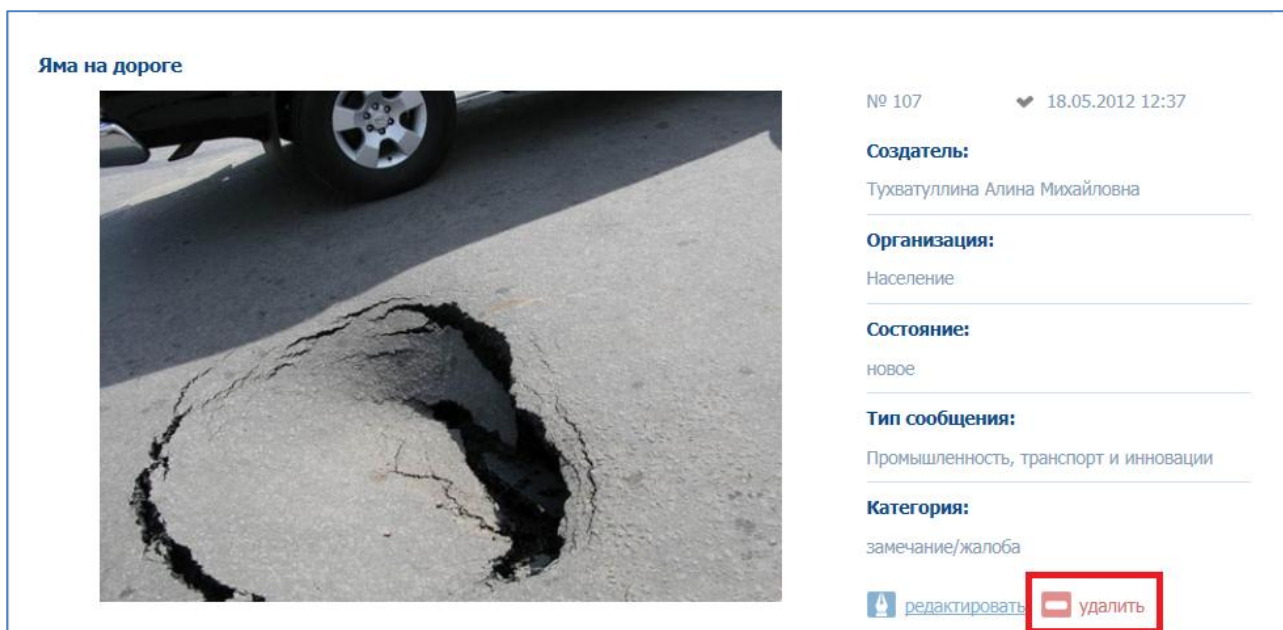 Яма на дороге
№ 107 18.05.2012 12:37
Создатель:
Тухватуллина Алина Михайловна
Организация:
Население
Состояние:
новое
Тип сообщения:
Промышленность, транспорт и инновации
Категория:
замечание/жалоба
редактировать удалить